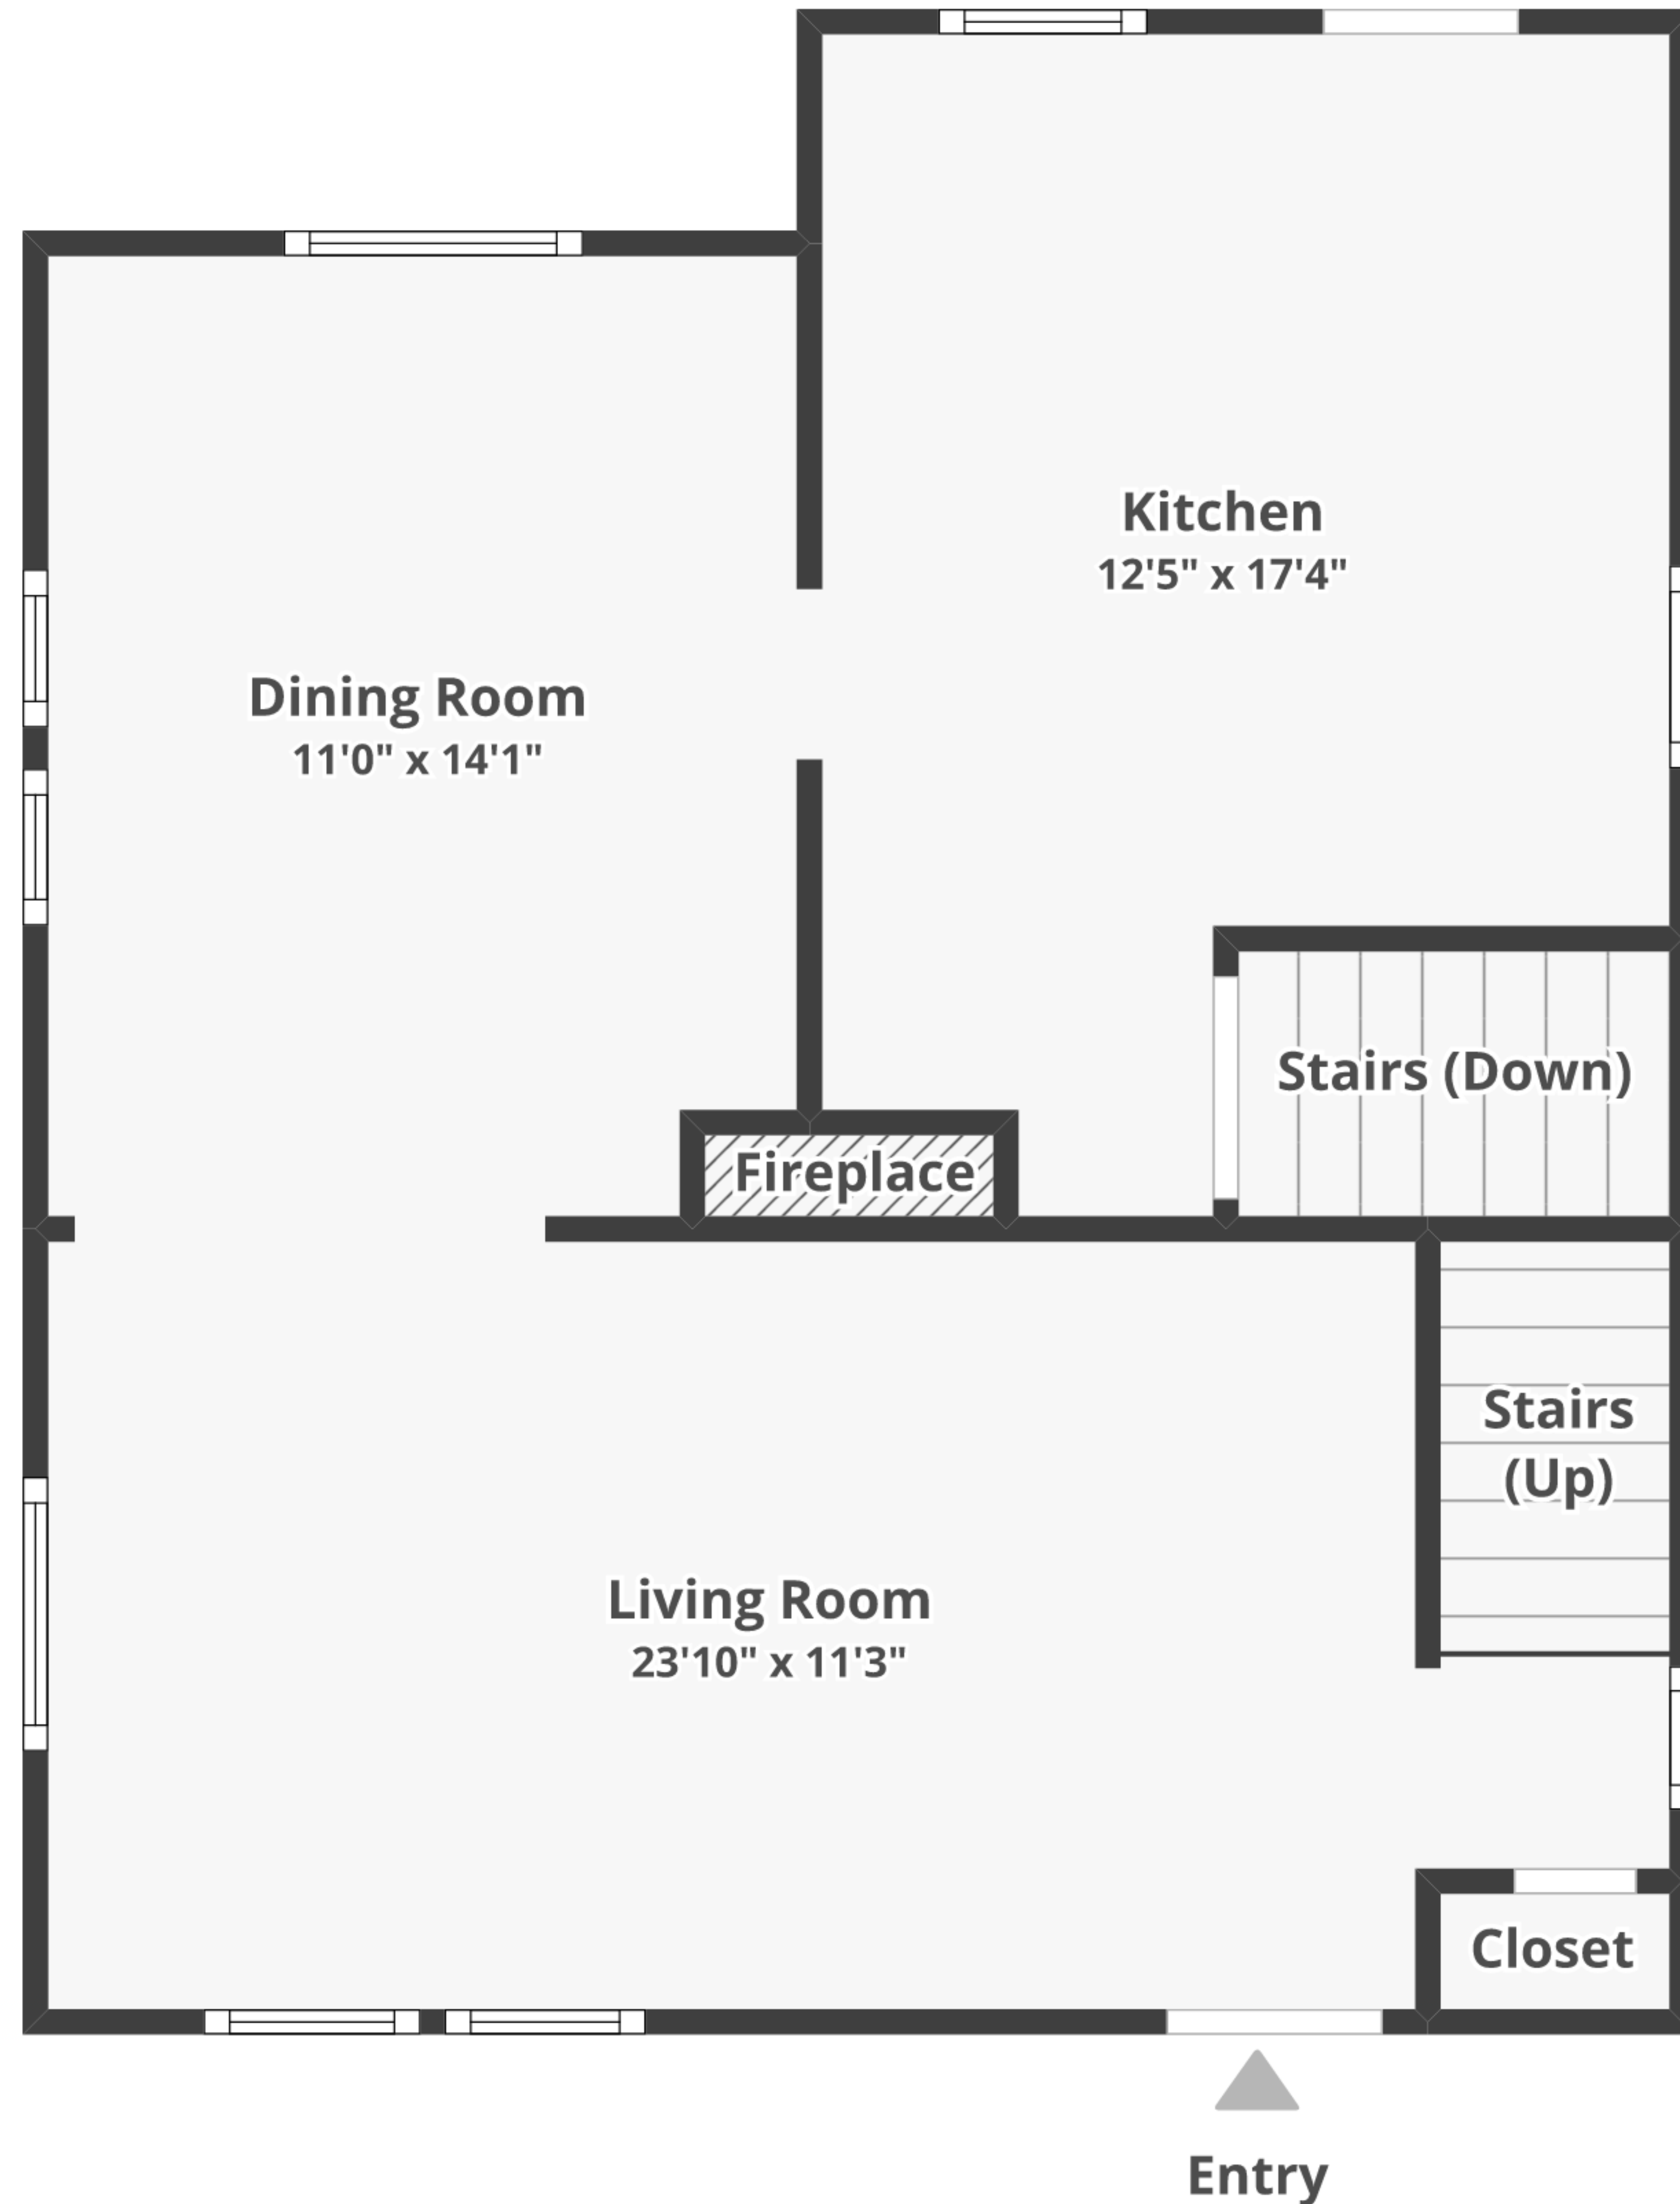 Kitchen
12'5" x 17'4"
Dining Room
11'0" x 14'1"
Stairs (Down)
Fireplace
Stairs
(Up)
Living Room
23'10" x 11'3"
Closet
Entry